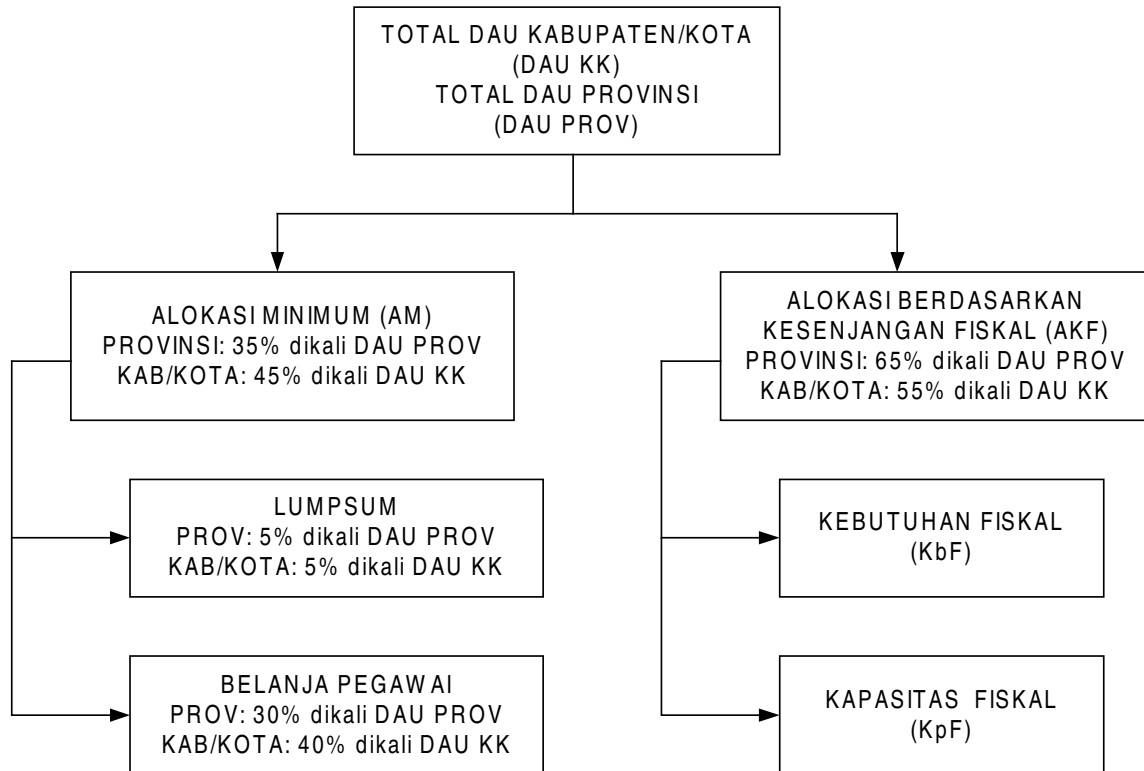 TOTAL DAU KABUPATEN/KOTA
(DAU KK)
TOTAL DAU PROVINSI
(DAU PROV)
ALOKASI MINIMUM (AM)
PROVINSI: 35% dikali DAU PROV
KAB/KOTA: 45% dikali DAU KK
ALOKASI BERDASARKAN
KESENJANGAN FISKAL (AKF)
PROVINSI: 65% dikali DAU PROV
KAB/KOTA: 55% dikali DAU KK
LUMPSUM
PROV: 5% dikali DAU PROV
KAB/KOTA: 5% dikali DAU KK
KEBUTUHAN FISKAL
(KbF)
BELANJA PEGAWAI
PROV: 30% dikali DAU PROV
KAB/KOTA: 40% dikali DAU KK
KAPASITAS FISKAL
(KpF)